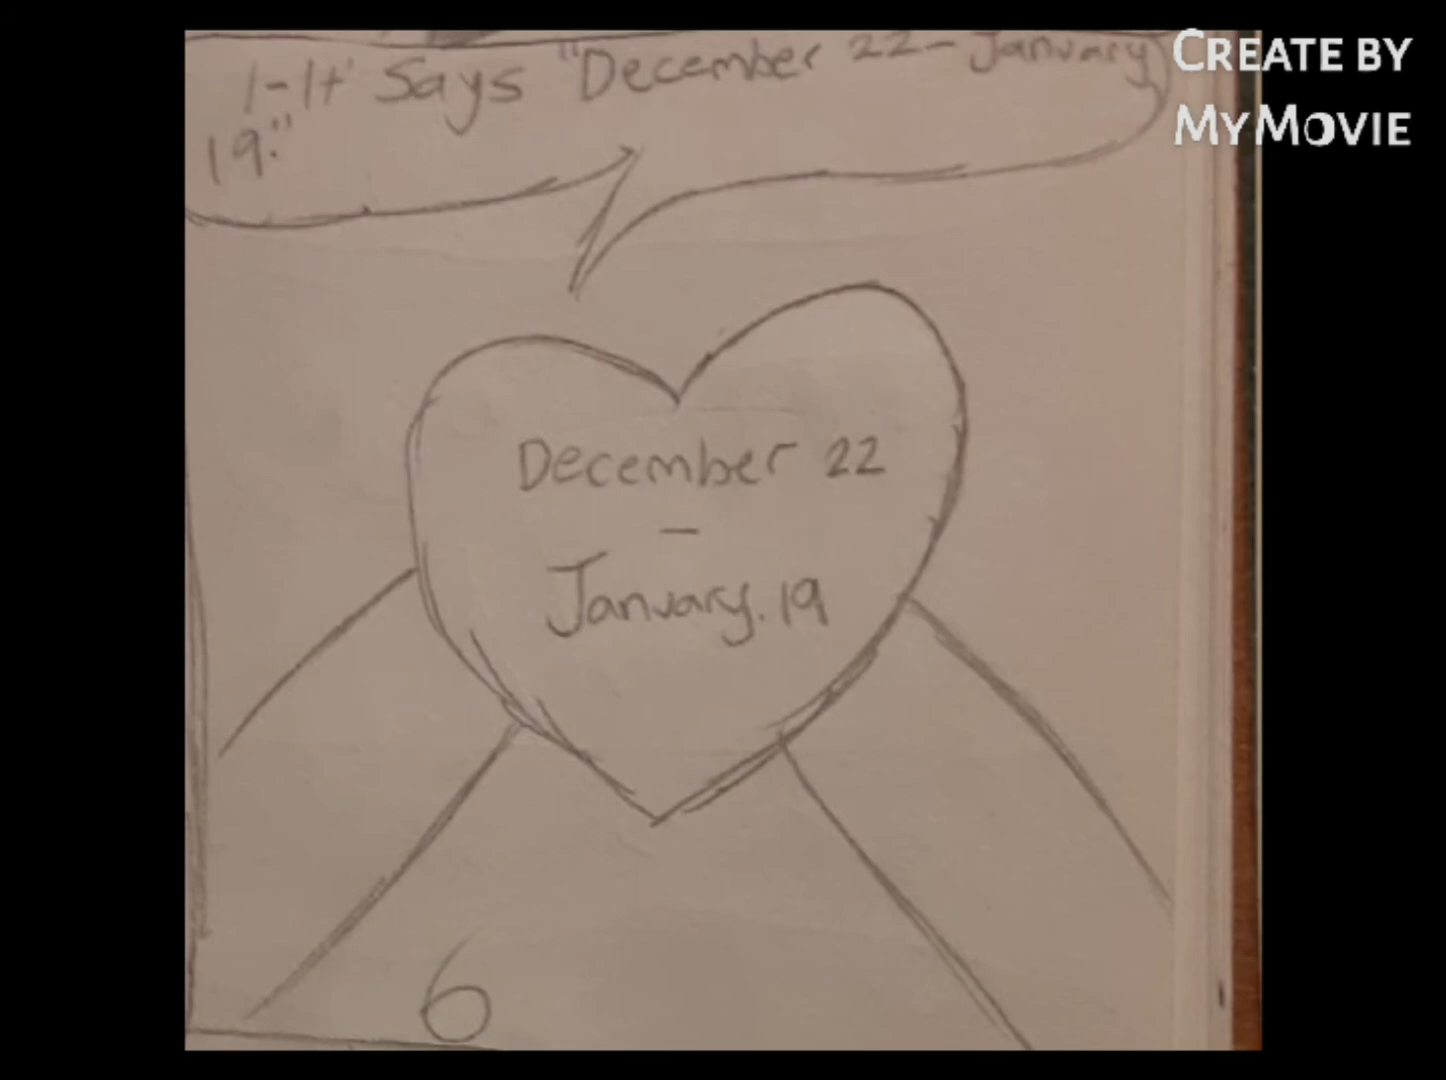 I-It Says "December 22-January
19."
December 22
-
January. 19
6
CREATE BY
MYMOVIE